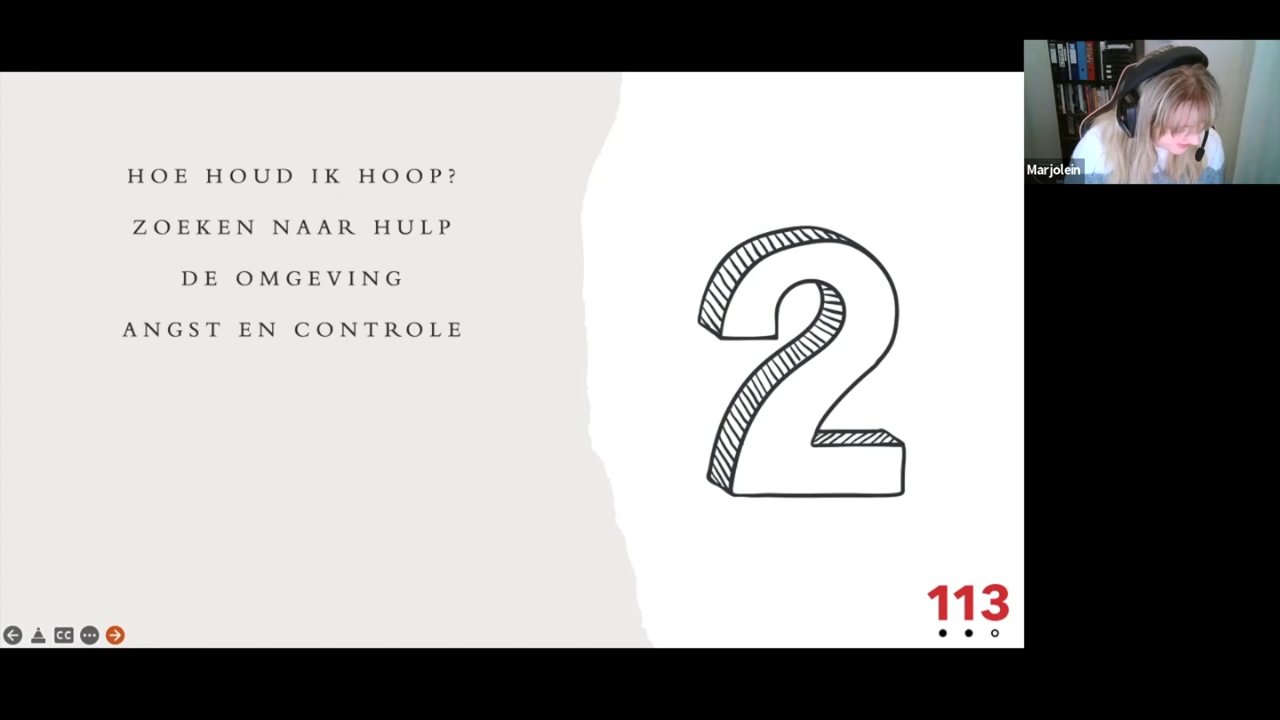 HOE HOUD IK HOOP?
ZOEKEN NAAR HULP
DE OMGEVING
ANGST EN CONTROLE
2
113
CC
Marjolein